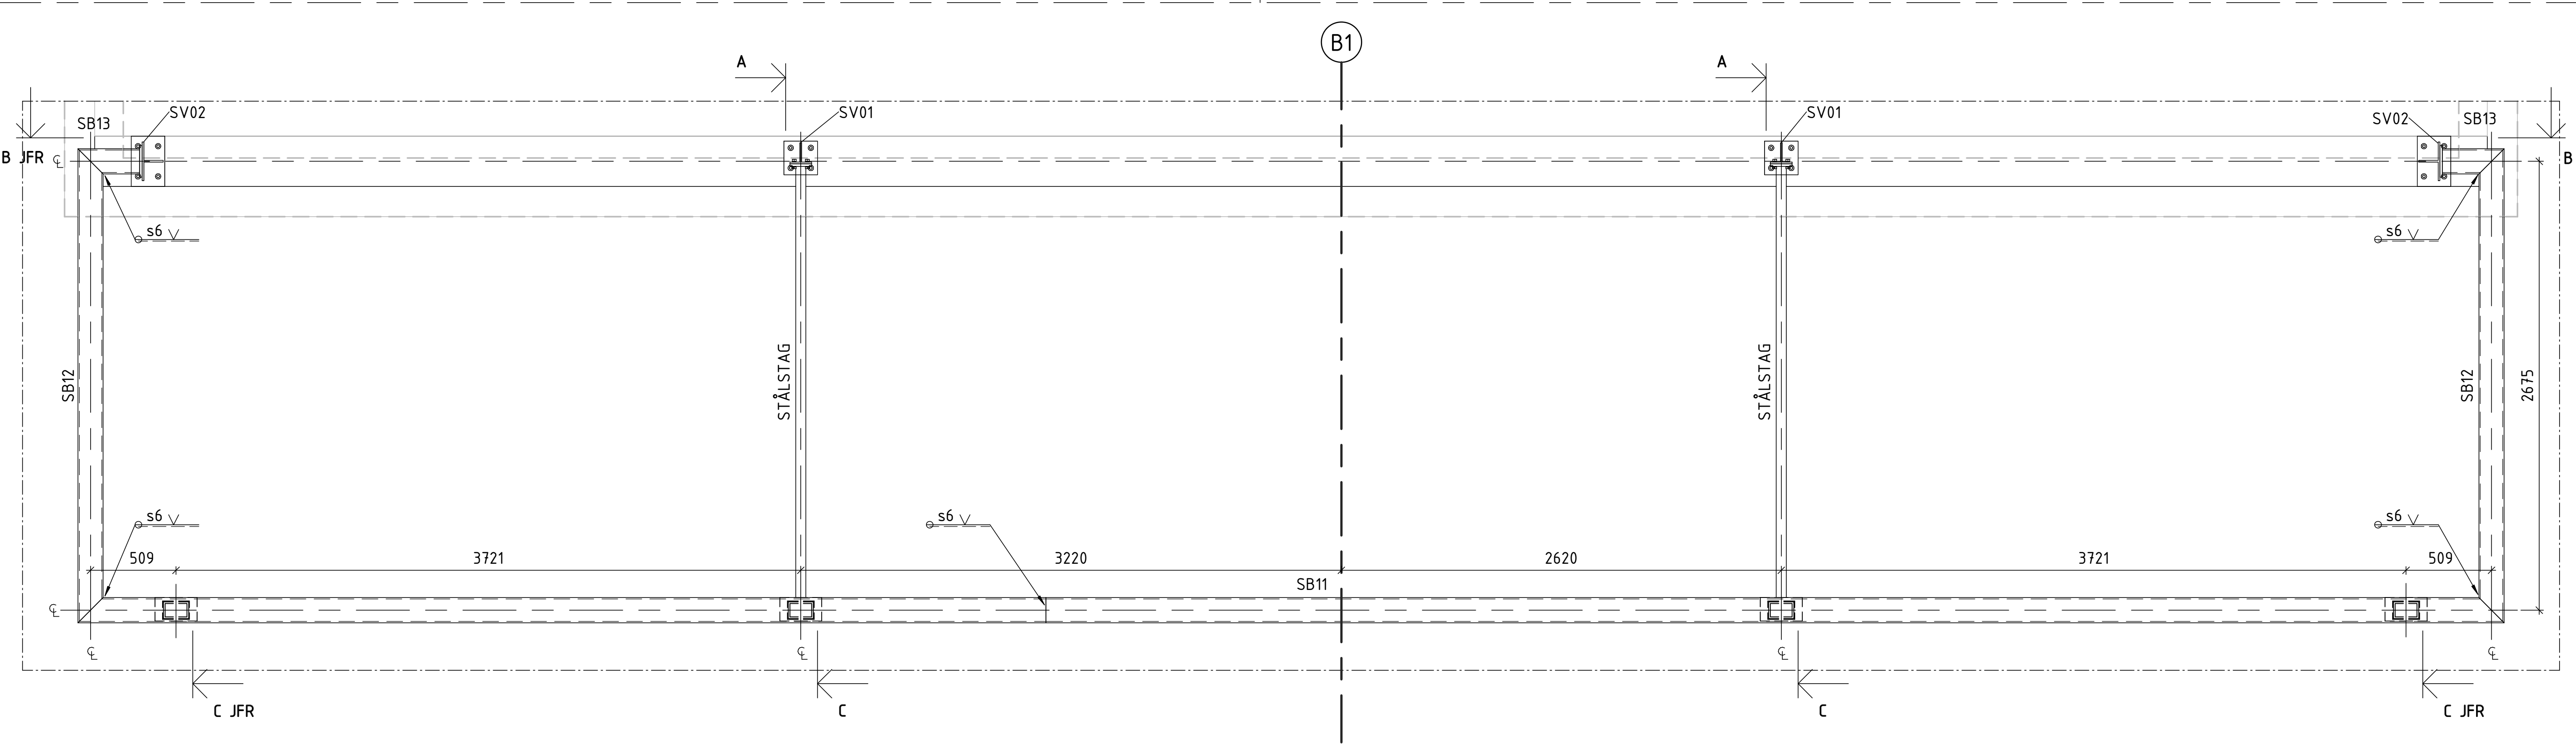 B1
A
A
SV02
SV01
SV01
SV02
SB13
SB13
B JFR
℄
B
s6
s6
SB12
STÅLSTAG
STÅLSTAG
SB12
2675
s6
s6
s6
509
3721
3220
2620
3721
509
SB11
℄
℄
℄
℄
℄
C JFR
C
C
C JFR